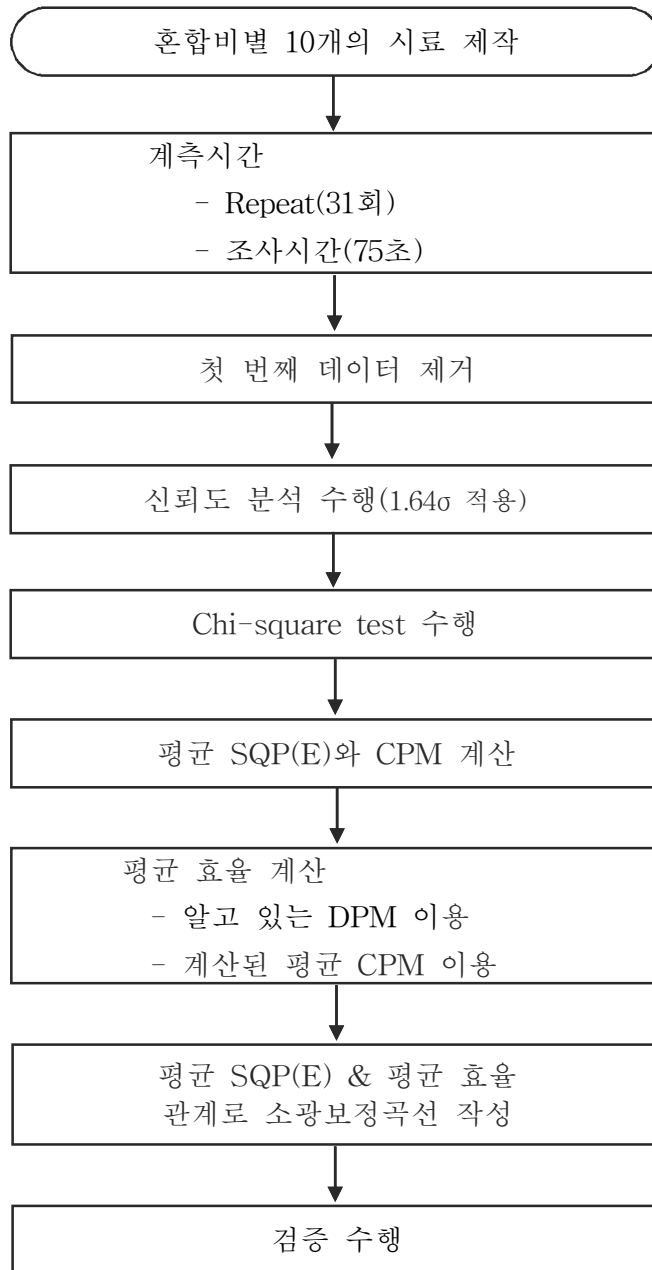 혼합비별 10개의 시료 제작
계측시간
- Repeat(31회)
- 조사시간(75초)
첫 번째 데이터 제거
신뢰도 분석 수행(1.64σ 적용)
Chi-square test 수행
평균 SQP(E)와 CPM 계산
평균 효율 계산
- 알고 있는 DPM 이용
- 계산된 평균 CPM 이용
평균 SQP(E) & 평균 효율
관계로 소광보정곡선 작성
검증 수행